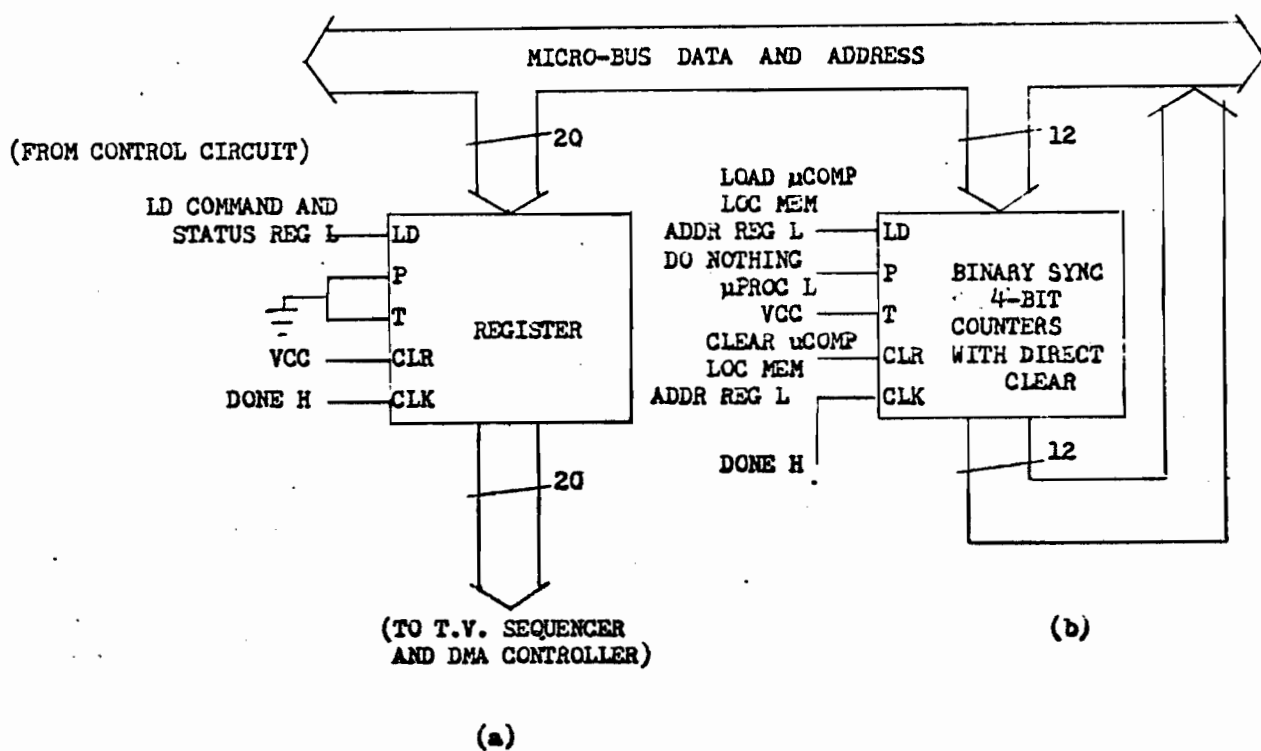 MICRO-BUS DATA AND ADDRESS
20
12
(FROM CONTROL CIRCUIT)
LD COMMAND AND
STATUS REG L
LD
P
T
CLR
CLK
VCC
DONE H
REGISTER
20
(TO T.V. SEQUENCER
AND DMA CONTROLLER)
(a)
LOAD µCOMP
LOC MEM
ADDR REG L
DO NOTHING
µPROC L
VCC
CLEAR uCOMP
LOC MEM
ADDR REG L
DONE H
LD
P
T
CLR
CLK
BINARY SYNC
4-BIT
COUNTERS
WITH DIRECT
CLEAR
12
(b)